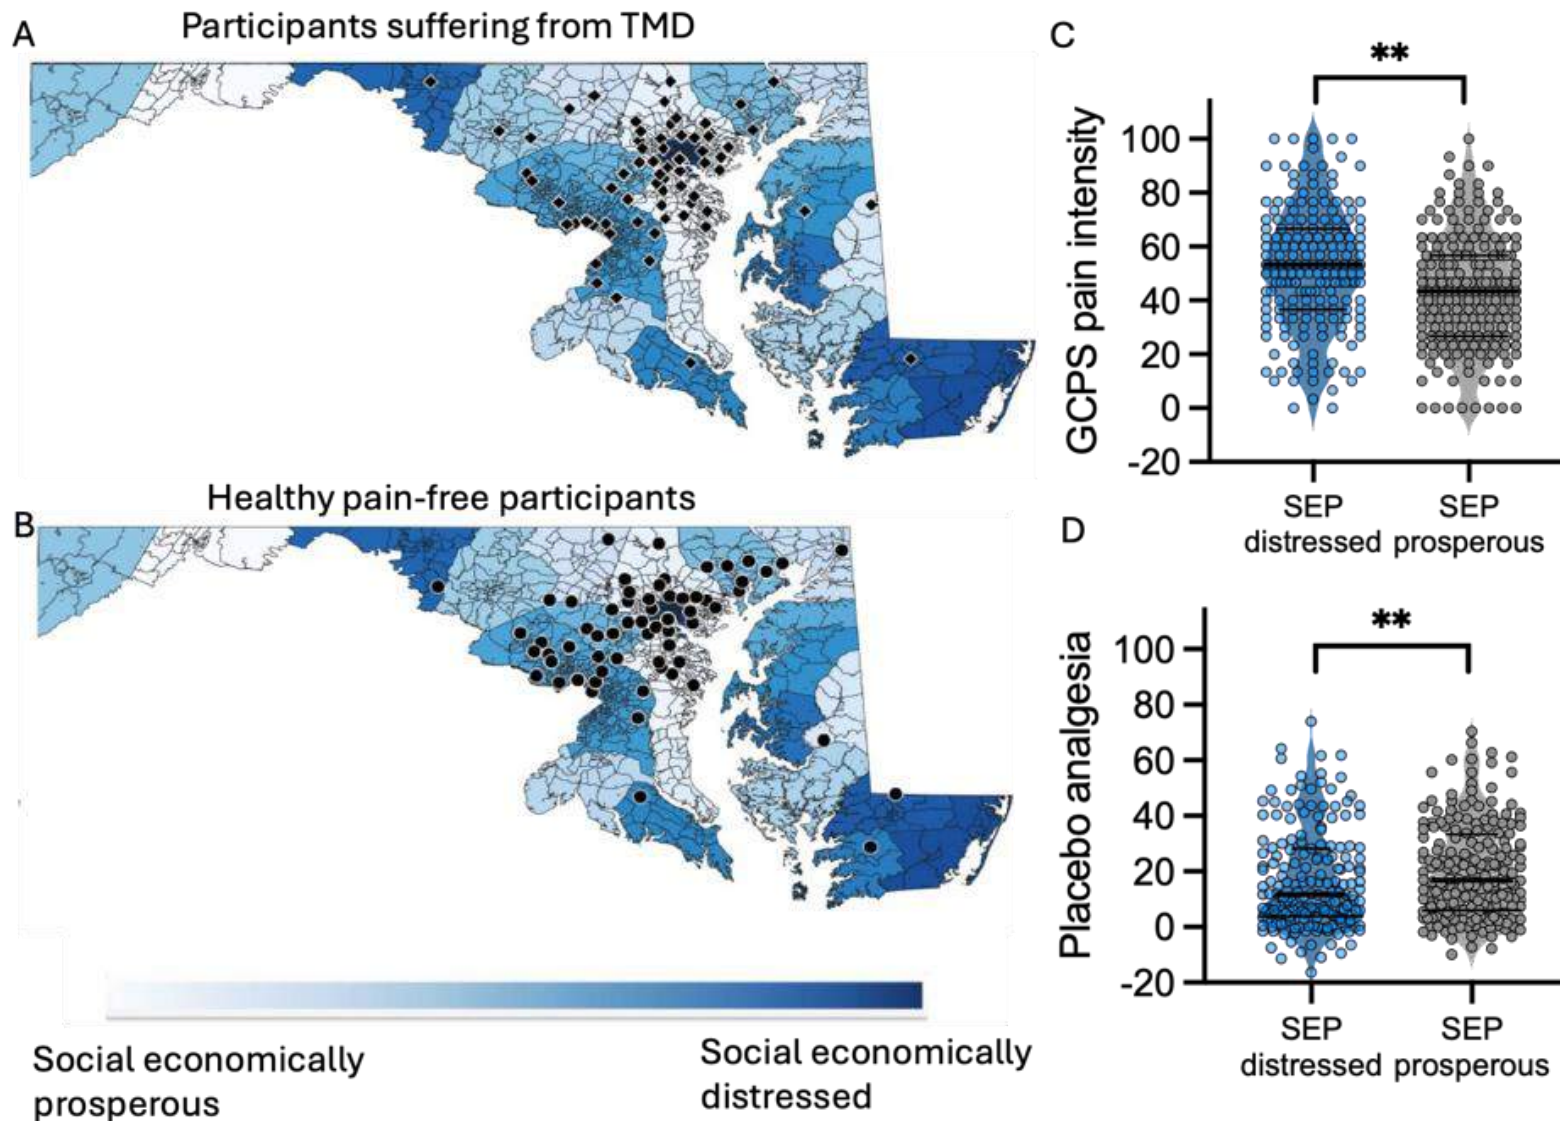 A
Participants suffering from TMD
B
Healthy pain-free participants
Social economically
prosperous
Social economically
distressed
C
**
GCPS pain intensity
100
80
60
40
20
0
-20
SEP
distressed
SEP
prosperous
D
**
Placebo analgesia
100
80
60
40
20
0
-20
SEP
distressed
SEP
prosperous